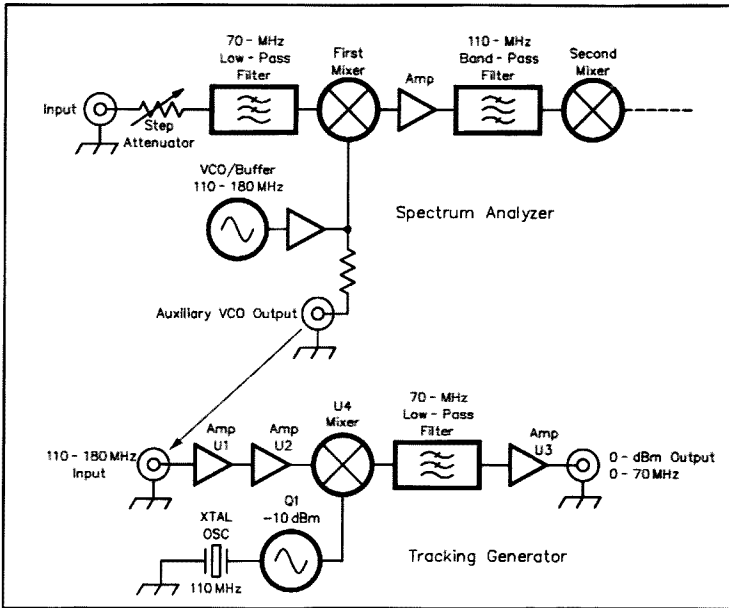 70-MHz
Low-Pass
Filter
First
Mixer
Amp
110-MHz
Band-Pass
Filter
Second
Mixer
Input
Step
Attenuator
VCO/Buffer
110-180 MHz
Spectrum Analyzer
Auxiliary VCO Output
110-180 MHz
Input
Amp
U1
Amp
U2
U4
Mixer
70-MHz
Low-Pass
Filter
Amp
U3
0-dBm Output
0-70 MHz
XTAL
OSC
110 MHz
Q1
-10 dBm
Tracking Generator